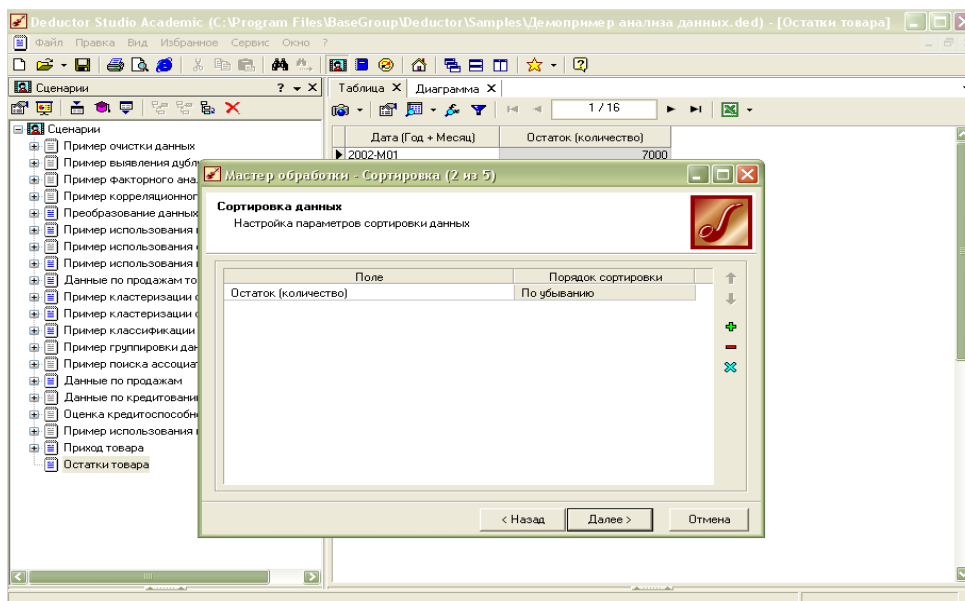 Deductor Studio Academic (C:\Program Files\BaseGroup\Deductor\Samples\Демопример анализа данных.ded) - [Остатки товара]
Файл Правка Вид Избранное Сервис Окно ?
Сценарии ?
Таблица X Диаграмма X
1 / 16
Сценарии
Дата (Год + Месяц) Остаток (количество)
Пример очистки данных
2002-M01 7000
Пример выявления дубл
Мастер обработки - Сортировка (2 из 5)
Пример факторного ана
Пример корреляционног
Преобразование данных
Пример использования
Пример использования
Пример использования
Данные по продажам то
Пример кластеризации с
Пример кластеризации
Пример классификации
Пример группировки дан
Пример поиска ассоциат
Данные по продажам
Данные по кредитовани
Оценка кредитоспособн
Пример использования
Приход товара
Остатки товара
Сортировка данных
Настройка параметров сортировки данных
Поле Порядок сортировки
Остаток (количество) По убыванию
< Назад Далее > Отмена